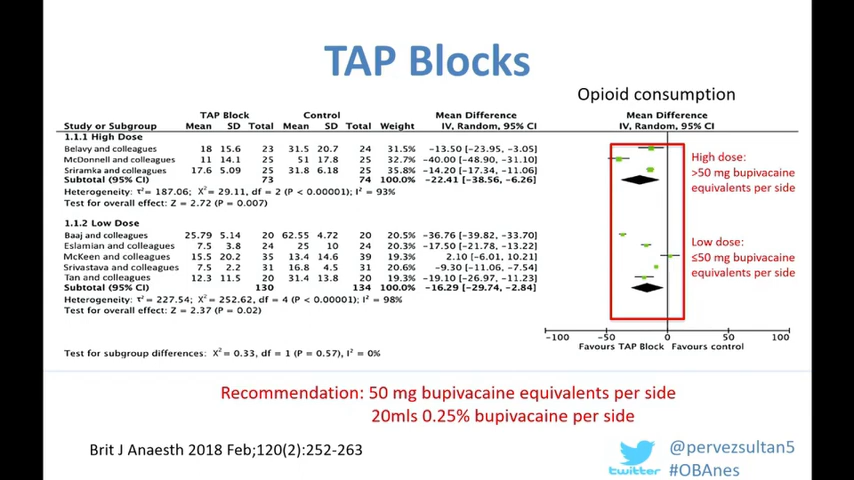 TAP Blocks
Opioid consumption
TAP Block Control Mean Difference Mean Difference
Study or Subgroup Mean SD Total Mean SD Total Weight IV, Random, 95% CI IV, Random, 95% CI
1.1.1 High Dose
Belavy and colleagues 18 15.6 23 31.5 20.7 24 31.5% −13.50 [−23.95, −3.05]
McDonnell and colleagues 11 14.1 25 51 17.8 25 32.7% −40.00 [−48.90, −31.10]
Sriramka and colleagues 17.6 5.09 25 31.8 6.18 25 35.8% −14.20 [−17.34, −11.06]
Subtotal (95% CI) 73 74 100.0% −22.41 [−38.56, −6.26]
Heterogeneity: τ²= 187.06; X² = 29.11, df = 2 (P < 0.00001); I² = 93%
Test for overall effect: Z = 2.72 (P = 0.007)
High dose:
>50 mg bupivacaine
equivalents per side
1.1.2 Low Dose
Baaj and colleagues 25.79 5.14 20 62.55 4.72 20 20.5% −36.76 [−39.82, −33.70]
Eslamian and colleagues 7.5 3.8 24 25 10 24 20.3% −17.50 [−21.78, −13.22]
McKeen and colleagues 15.5 20.2 35 13.4 14.6 39 19.3% 2.10 [−6.01, 10.21]
Srivastava and colleagues 7.5 2.2 31 16.8 4.5 31 20.6% −9.30 [−11.06, −7.54]
Tan and colleagues 12.3 11.5 20 31.4 13.8 20 19.3% −19.10 [−26.97, −11.23]
Subtotal (95% CI) 130 134 100.0% −16.29 [−29.74, −2.84]
Heterogeneity: τ²= 227.54; X² = 252.62, df = 4 (P < 0.00001); I² = 98%
Test for overall effect: Z = 2.37 (P = 0.02)
Low dose:
≤50 mg bupivacaine
equivalents per side
−100 −50 0 50 100
Favours TAP Block Favours control
Test for subgroup differences: X² = 0.33, df = 1 (P = 0.57), I² = 0%
Recommendation: 50 mg bupivacaine equivalents per side
20mls 0.25% bupivacaine per side
Brit J Anaesth 2018 Feb;120(2):252-263
twitter
@pervezsultan5
#OBAnes